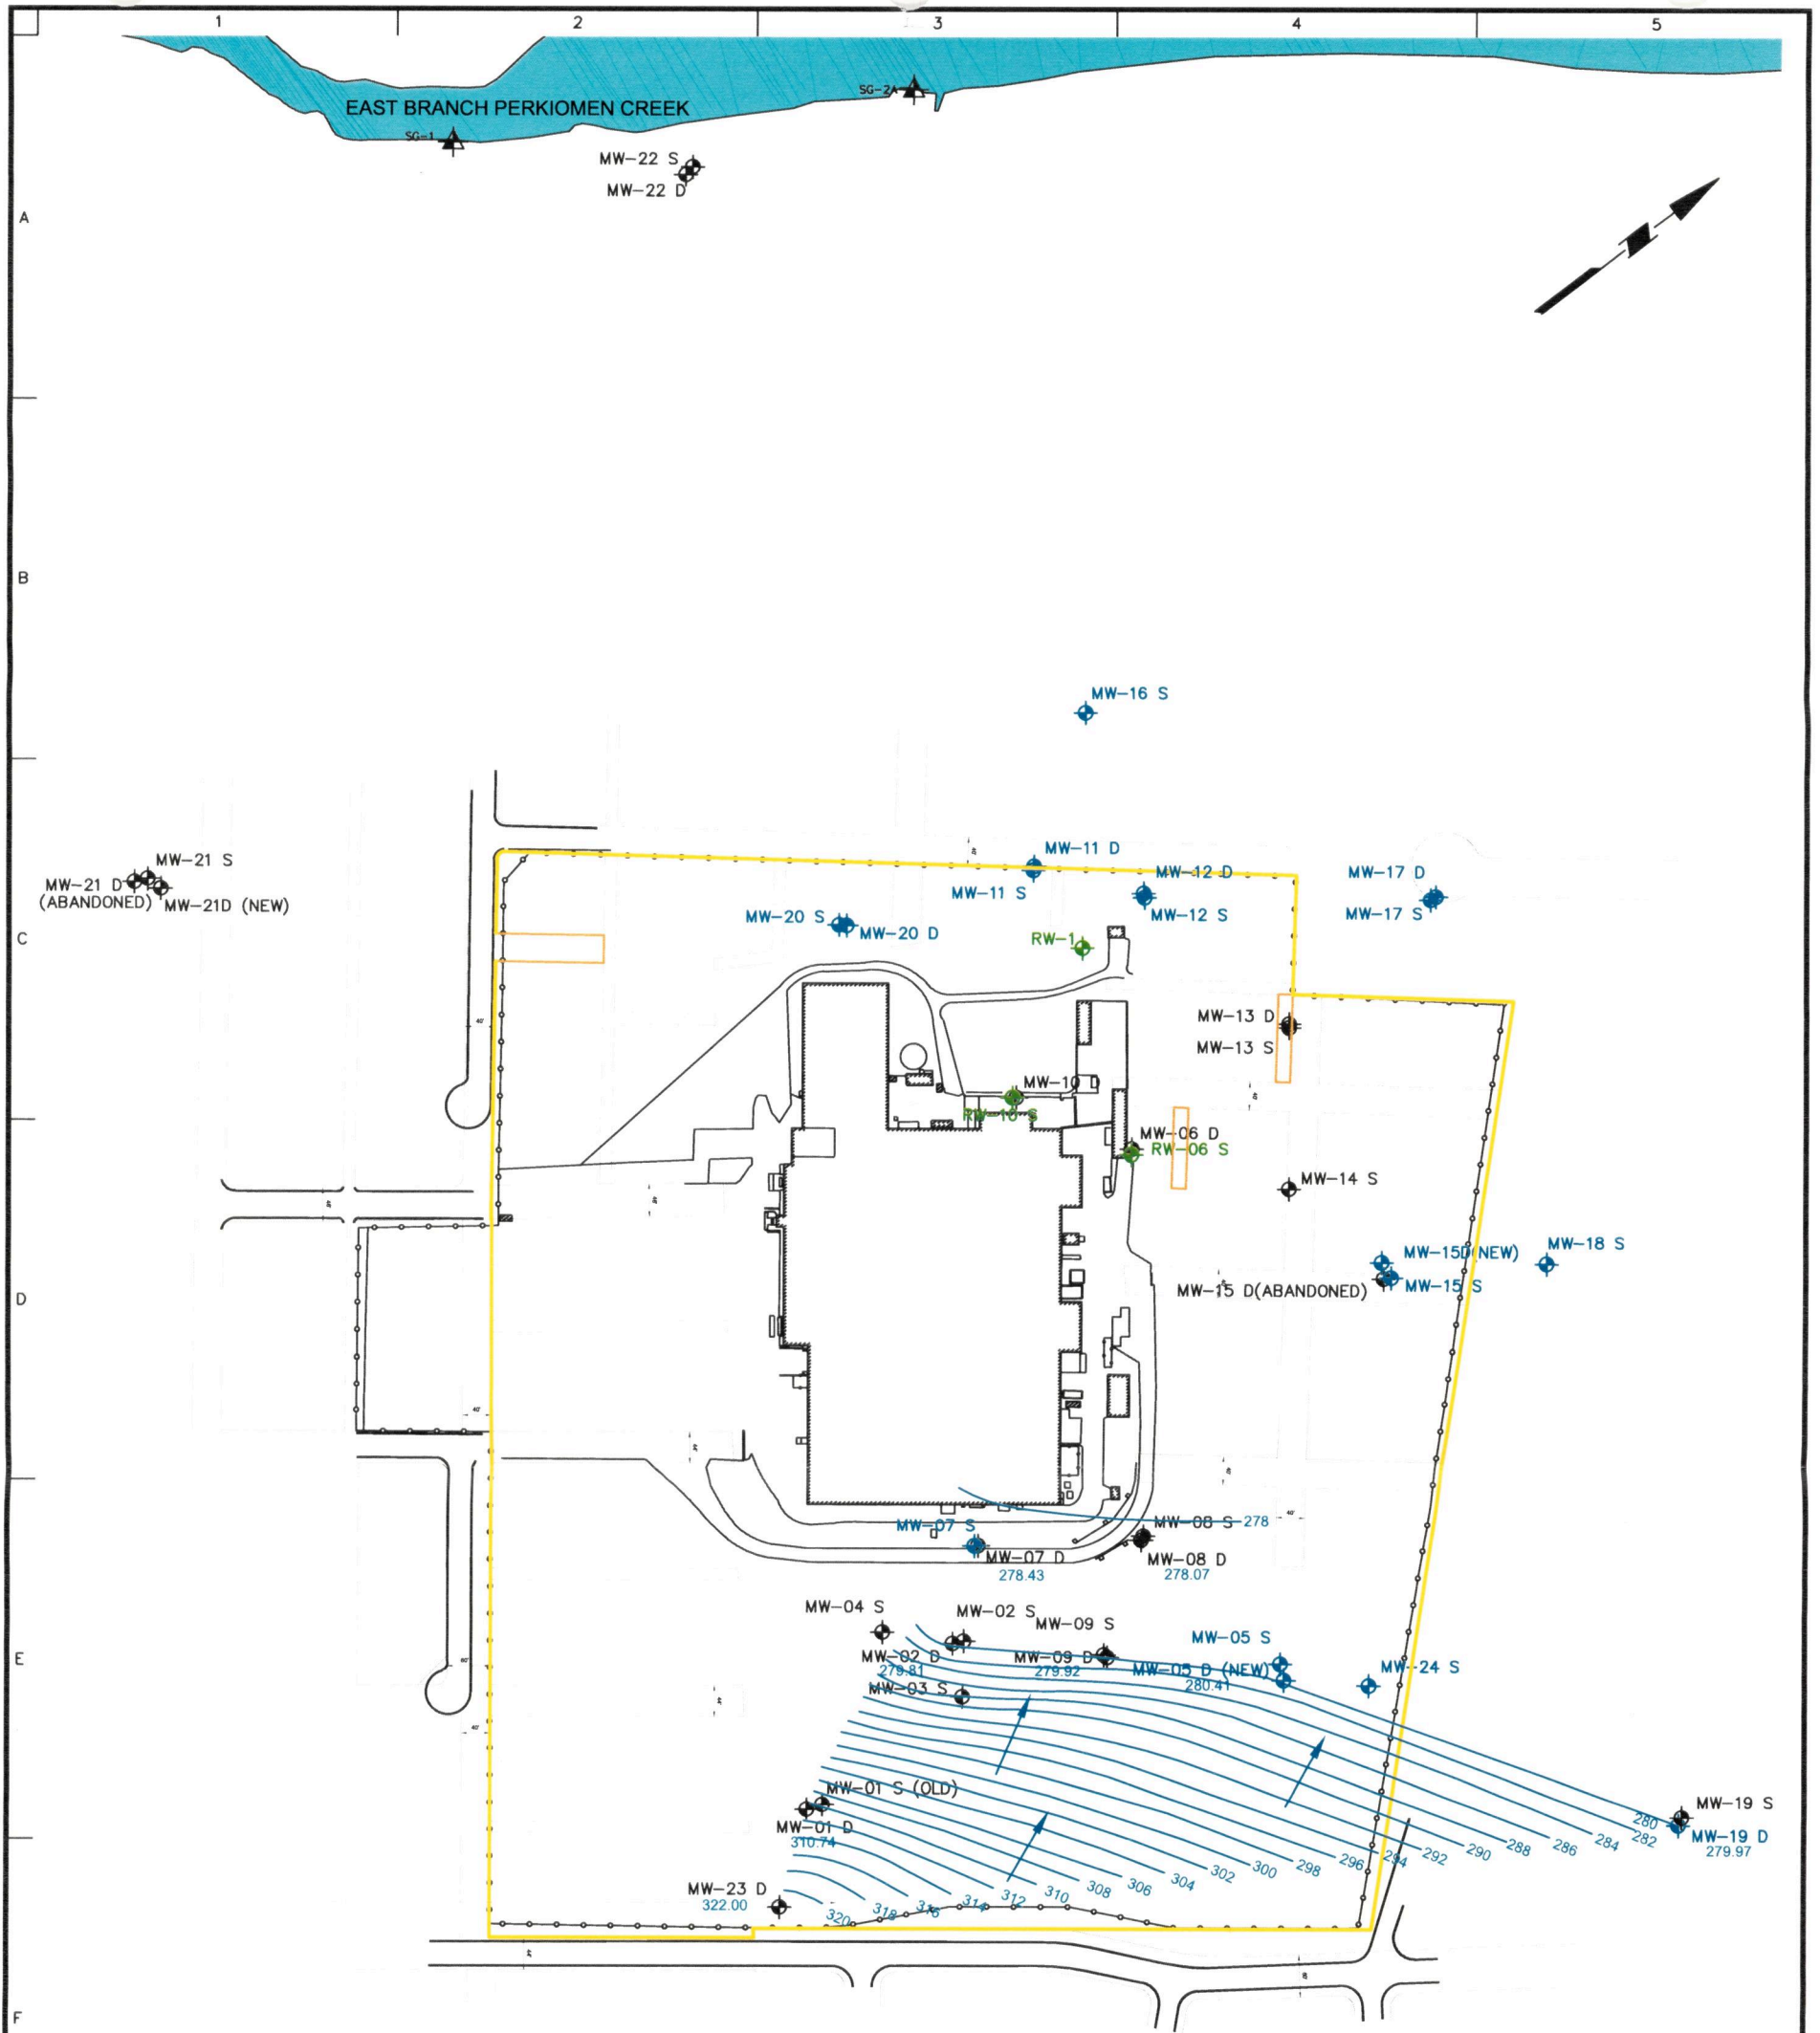 1 2 3 4 5
EAST BRANCH PERKIOMEN CREEK
SG-2A
SG-1
MW-22 S
MW-22 D
A
B
MW-16 S
MW-11 D
MW-21 S
MW-12 D
MW-17 D
MW-21 D
(ABANDONED)
MW-21D (NEW)
MW-11 S
MW-12 S
MW-17 S
MW-20 S
MW-20 D
RW-1
C
MW-13 D
40'
MW-13 S
MW-10 D
RW-10 S
MW-06 D
RW-06 S
MW-14 S
MW-18 S
MW-15D(NEW)
MW-15 D(ABANDONED)
MW-15 S
D
40'
278
40'
MW-07 S
MW-08 S
MW-07 D
278.43
MW-08 D
278.07
MW-04 S
MW-02 S
MW-09 S
MW-05 S
E
MW-02 D
279.81
MW-09 D
279.92
MW-05 D (NEW)
280.41
MW-24 S
MW-03 S
40'
MW-01 S (OLD)
MW-01 D
310.74
MW-19 S
MW-19 D
279.97
280
282
284
286
288
290
292
294
296
298
300
302
304
306
308
310
312
314
316
318
320
MW-23 D
322.00
F